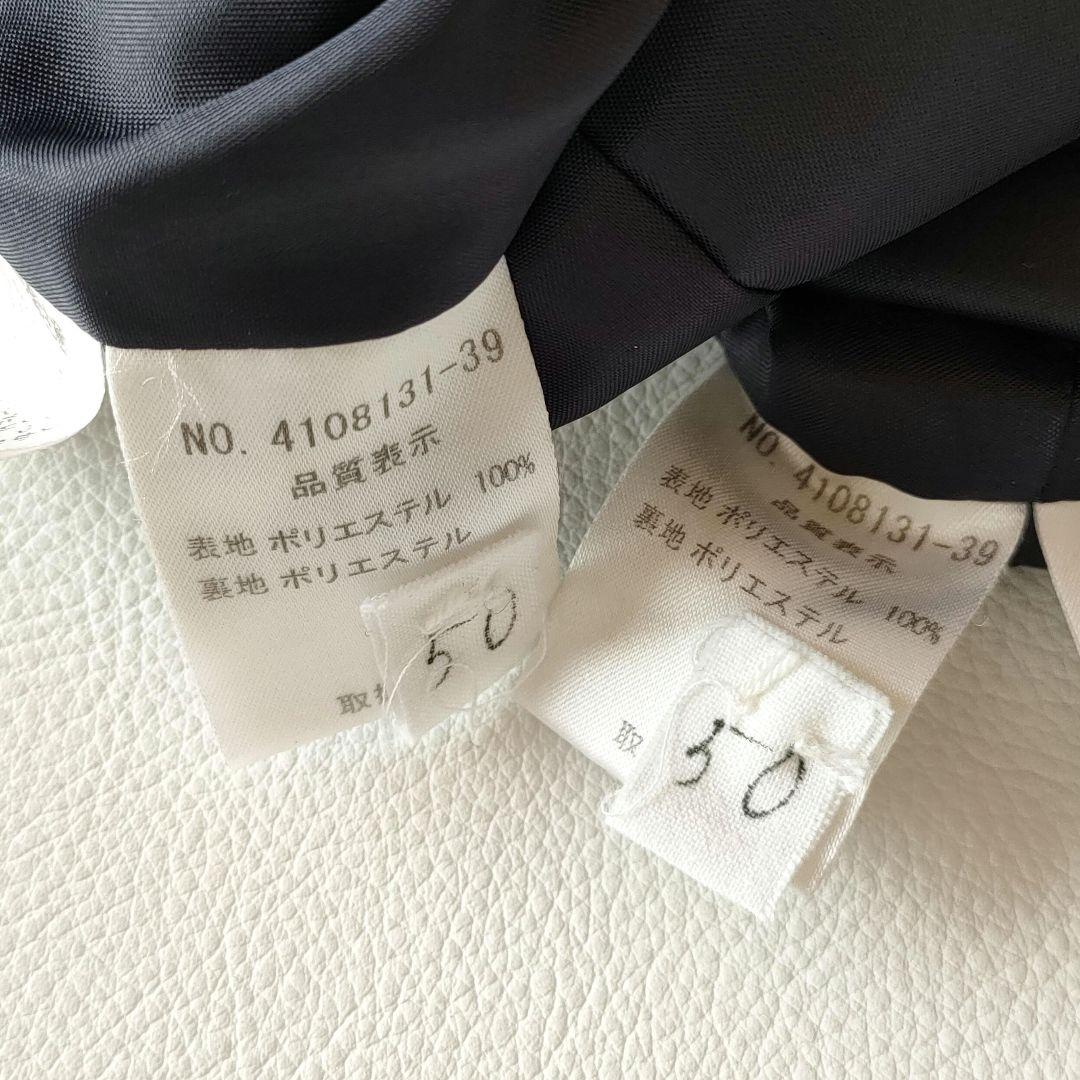 NO. 4108131-39
品質表示
表地 ポリエステル 100%
裏地 ポリエステル
50
取
NO. 4108131-39
品質表示
表地 ポリエステル 100%
裏地 ポリエステル
50
取